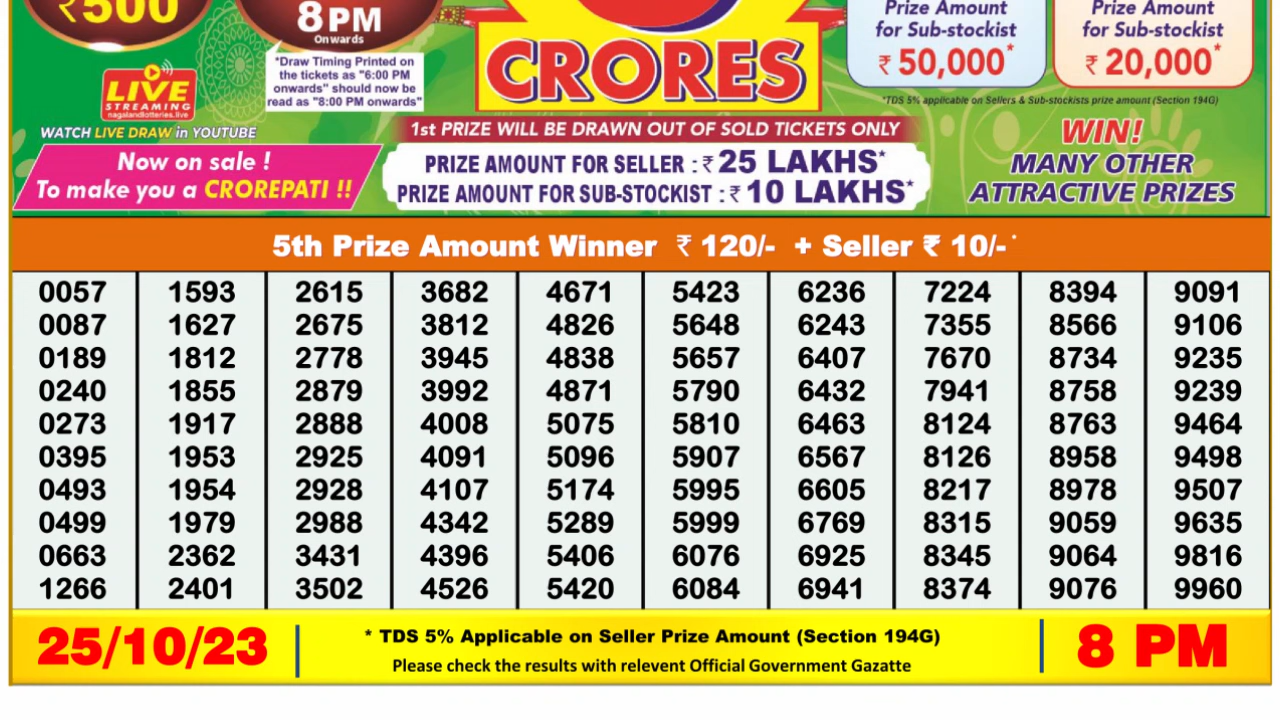 ₹500
8PM
Onwards
"Draw Timing Printed on
the tickets as "6:00 PM
onwards" should now be
read as "8:00 PM onwards"
LIVE
STREAMING
nagalandlotteries.live
WATCH LIVE DRAW in YOUTUBE
Now on sale !
To make you a CROREPATI !!
CRORES
1st PRIZE WILL BE DRAWN OUT OF SOLD TICKETS ONLY
PRIZE AMOUNT FOR SELLER : ₹ 25 LAKHS*
PRIZE AMOUNT FOR SUB-STOCKIST : ₹ 10 LAKHS*
Prize Amount
for Sub-stockist
₹ 50,000*
Prize Amount
for Sub-stockist
₹ 20,000*
*TDS 5% applicable on Sellers & Sub-stockists prize amount (Section 194G)
WIN!
MANY OTHER
ATTRACTIVE PRIZES
5th Prize Amount Winner ₹ 120/- + Seller ₹ 10/- *
0057 1593 2615 3682 4671 5423 6236 7224 8394 9091
0087 1627 2675 3812 4826 5648 6243 7355 8566 9106
0189 1812 2778 3945 4838 5657 6407 7670 8734 9235
0240 1855 2879 3992 4871 5790 6432 7941 8758 9239
0273 1917 2888 4008 5075 5810 6463 8124 8763 9464
0395 1953 2925 4091 5096 5907 6567 8126 8958 9498
0493 1954 2928 4107 5174 5995 6605 8217 8978 9507
0499 1979 2988 4342 5289 5999 6769 8315 9059 9635
0663 2362 3431 4396 5406 6076 6925 8345 9064 9816
1266 2401 3502 4526 5420 6084 6941 8374 9076 9960
25/10/23
* TDS 5% Applicable on Seller Prize Amount (Section 194G)
Please check the results with relevent Official Government Gazatte
8 PM